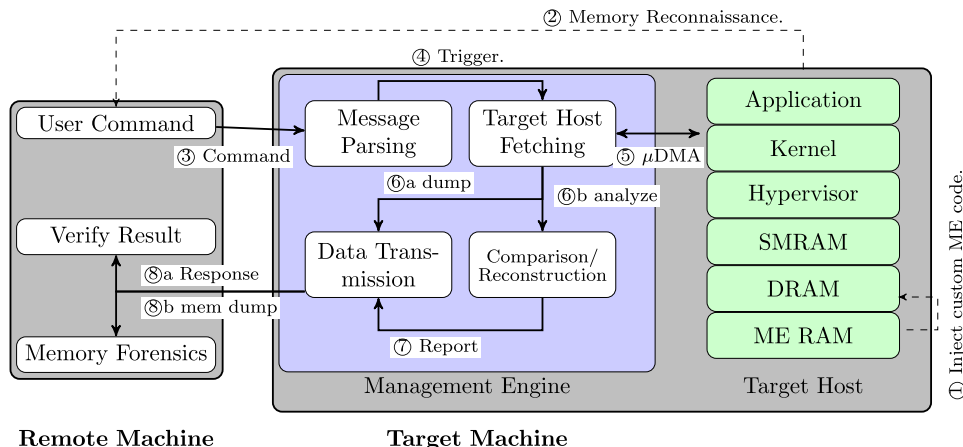 ② Memory Reconnaissance.
④ Trigger.
User Command
③ Command
Message
Parsing
Target Host
Fetching
⑤ μDMA
⑥a dump
⑥b analyze
Verify Result
Data Trans-
mission
Comparison/
Reconstruction
⑧a Response
⑧b mem dump
Memory Forensics
⑦ Report
Management Engine
Application
Kernel
Hypervisor
SMRAM
DRAM
ME RAM
Target Host
① Inject custom ME code.
Remote Machine
Target Machine